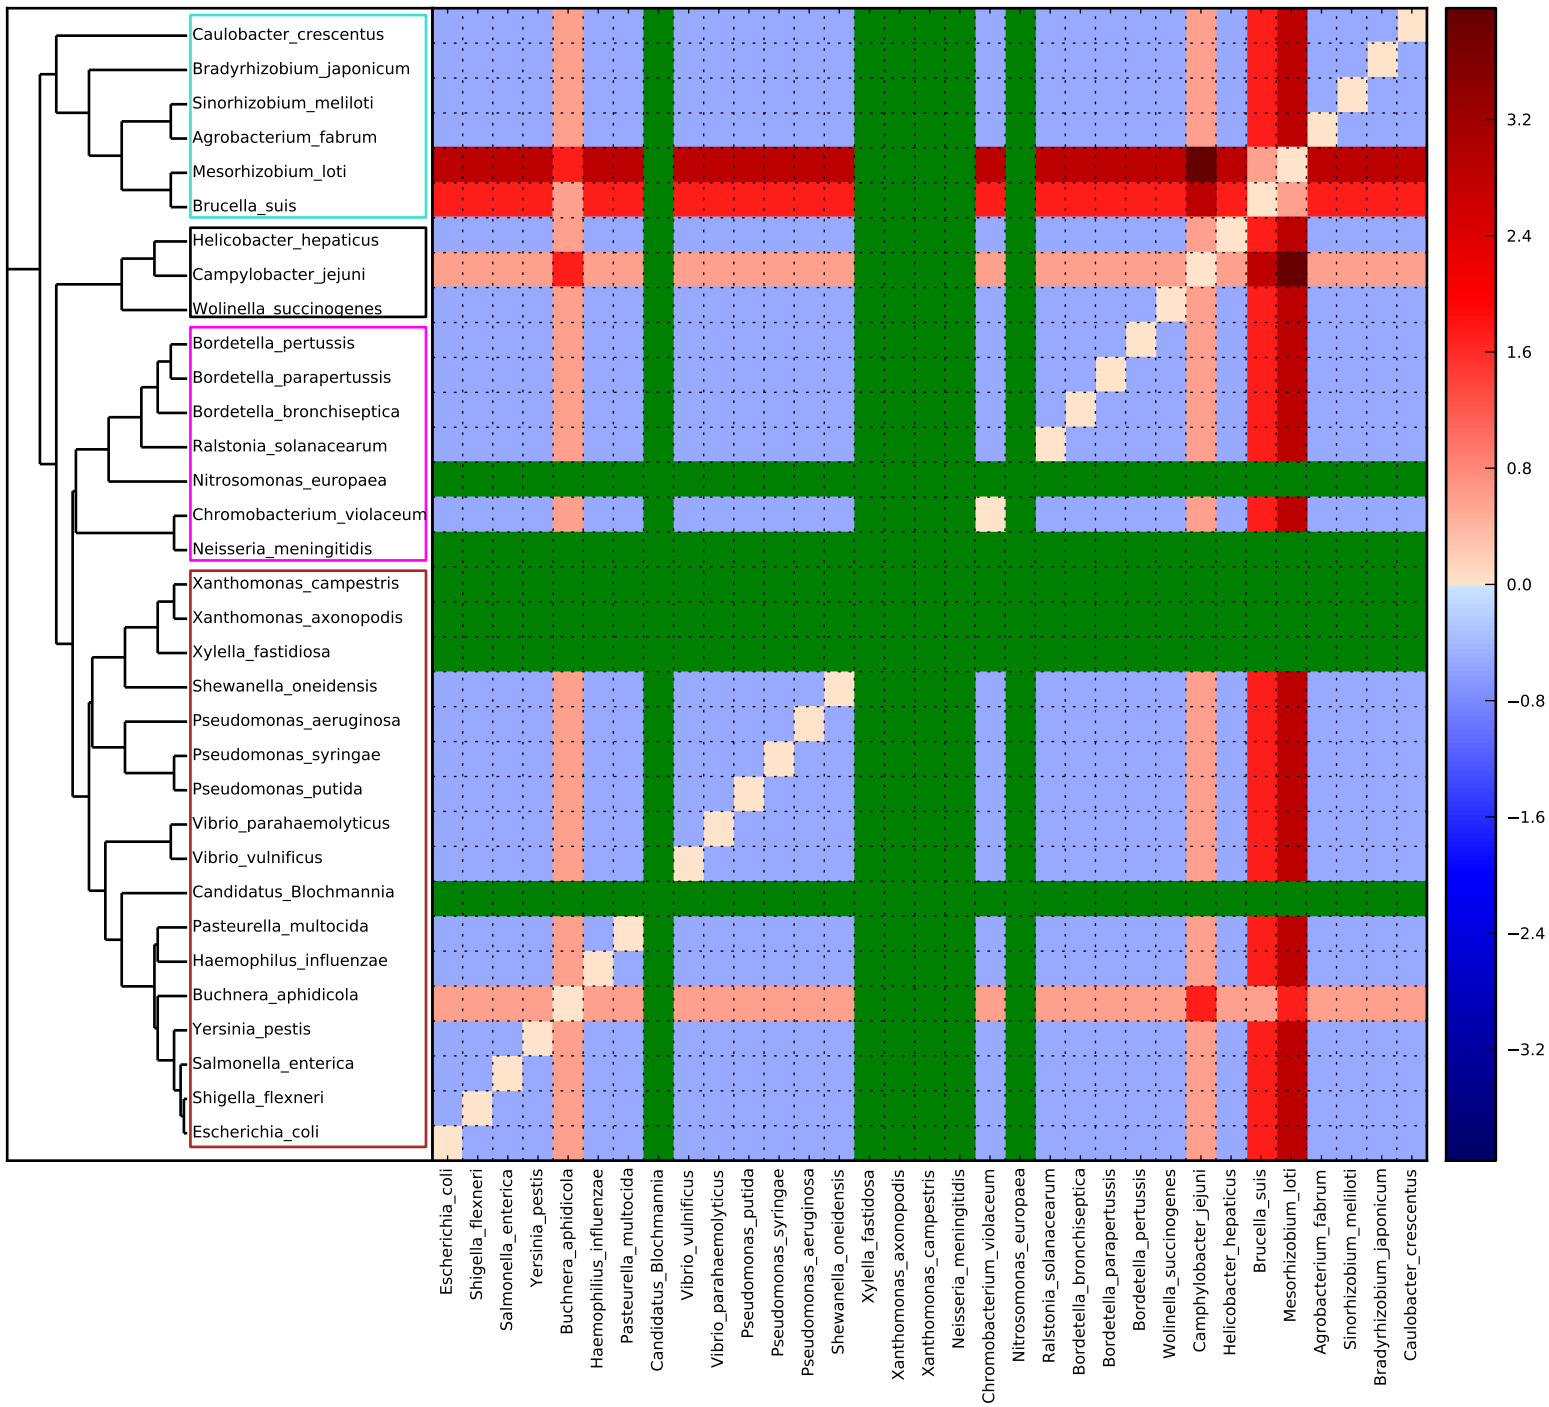 Caulobacter_crescentus
Bradyrhizobium_japonicum
Sinorhizobium_meliloti
Agrobacterium_fabrum
Mesorhizobium_loti
Brucella_suis
Helicobacter_hepaticus
Campylobacter_jejuni
Wolinella_succinogenes
Bordetella_pertussis
Bordetella_parapertussis
Bordetella_bronchiseptica
Ralstonia_solanacearum
Nitrosomonas_europaea
Chromobacterium_violaceum
Neisseria_meningitidis
Xanthomonas_campestris
Xanthomonas_axonopodis
Xylella_fastidiosa
Shewanella_oneidensis
Pseudomonas_aeruginosa
Pseudomonas_syringae
Pseudomonas_putida
Vibrio_parahaemolyticus
Vibrio_vulnificus
Candidatus_Blochmannia
Pasteurella_multocida
Haemophilus_influenzae
Buchnera_aphidicola
Yersinia_pestis
Salmonella_enterica
Shigella_flexneri
Escherichia_coli
3.2
2.4
1.6
0.8
0.0
−0.8
−1.6
−2.4
−3.2
Escherichia_coli
Shigella_flexneri
Salmonella_enterica
Yersinia_pestis
Buchnera_aphidicola
Haemophilius_influenzae
Pasteurella_multocida
Candidatus_Blochmannia
Vibrio_vulnificus
Vibrio_parahaemolyticus
Pseudomonas_putida
Pseudomonas_syringae
Pseudomonas_aeruginosa
Shewanella_oneidensis
Xylella_fastidosa
Xanthomonas_axonopodis
Xanthomonas_campestris
Neisseria_meningitidis
Chromobacterium_violaceum
Nitrosomonas_europaea
Ralstonia_solanacearum
Bordetella_bronchiseptica
Bordetella_parapertussis
Bordetella_pertussis
Wolinella_succinogenes
Camphylobacter_jejuni
Helicobacter_hepaticus
Brucella_suis
Mesorhizobium_loti
Agrobacterium_fabrum
Sinorhizobium_meliloti
Bradyrhizobium_japonicum
Caulobacter_crescentus